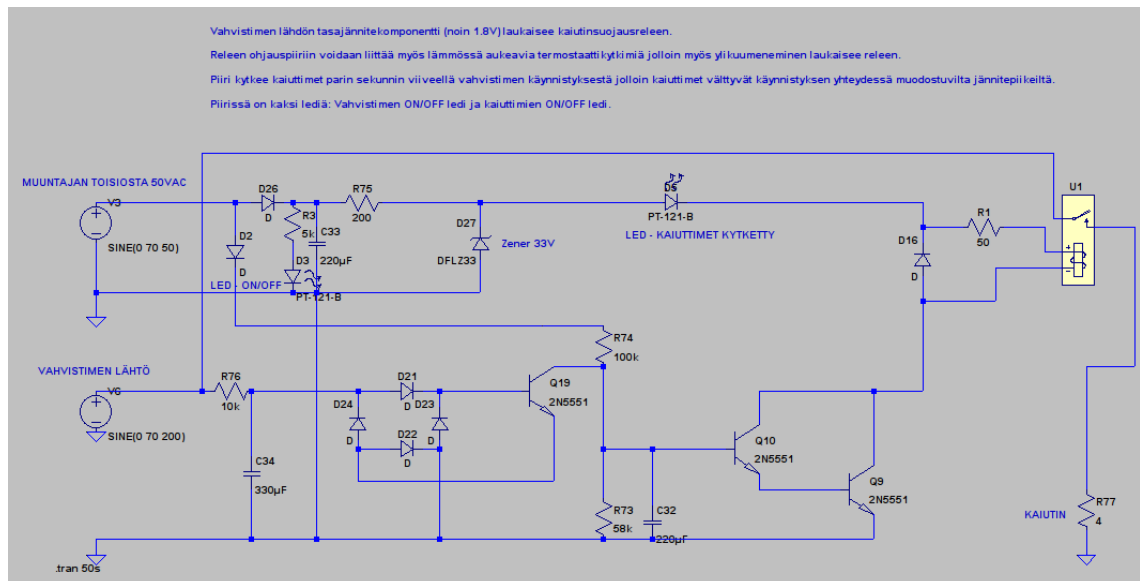 Vahvistimen lähdön tasajännitekomponentti (noin 1.8V) laukaisee kaiutinsuojausreleen.
Releen ohjauspiiriin voidaan liittää myös lämmössä aukeavia termostaattikytkimiä jolloin myös ylikuumeneminen laukaisee releen.
Piiri kytkee kaiuttimet parin sekunnin viiveellä vahvistimen käynnistyksestä jolloin kaiuttimet välttyvät käynnistyksen yhteydessä muodostuvilta jännitepiikeiltä.
Piirissä on kaksi lediä: Vahvistimen ON/OFF ledi ja kaiuttimien ON/OFF ledi.
MUUNTAJAN TOISIOSTA 50VAC
V3
SINE(0 70 50)
D26
D
R75
200
D5
PT-121-B
LED - KAIUTTIMET KYTKETTY
U1
R3
5k
C33
220µF
D2
D
D3
PT-121-B
LED - ON/OFF
D27
Zener 33V
DFLZ33
R1
50
D16
D
R74
100k
VAHVISTIMEN LÄHTÖ
V6
SINE(0 70 200)
R76
10k
D21
D
D24
D
D23
D
D22
D
Q19
2N5551
C34
330µF
Q10
2N5551
Q9
2N5551
R73
58k
C32
220µF
KAIUTIN
R77
4
.tran 50s